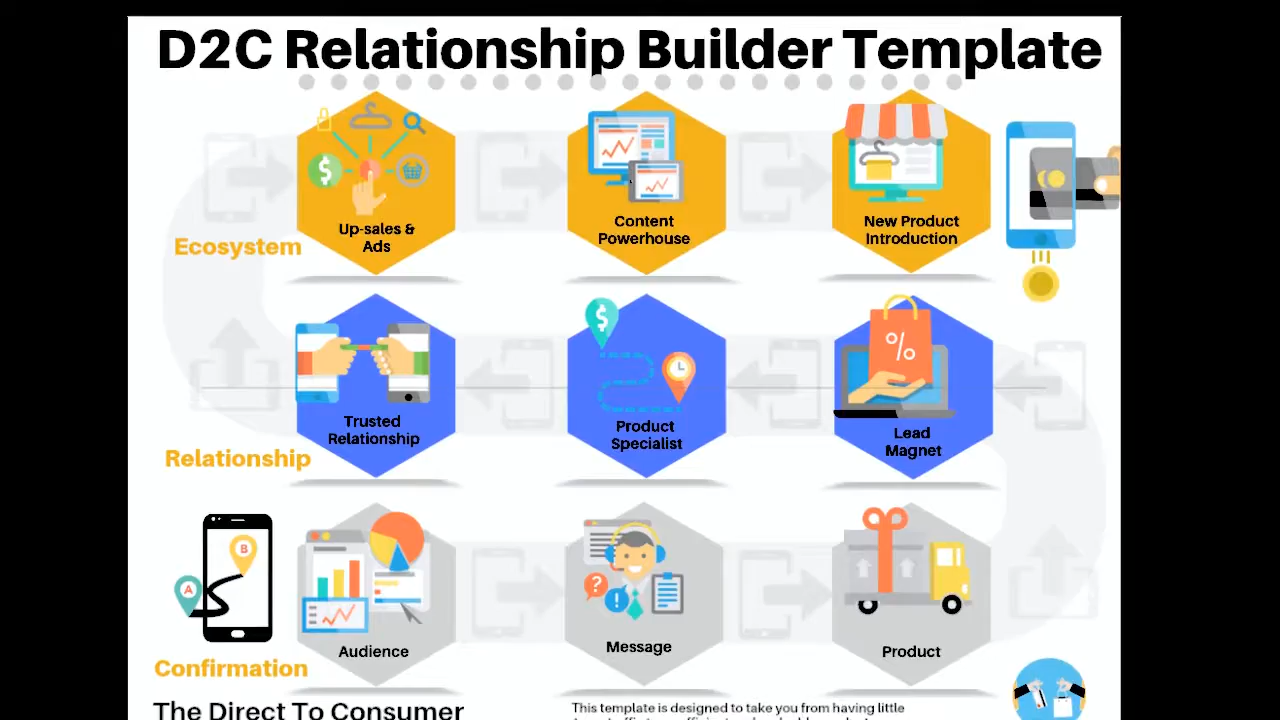 D2C Relationship Builder Template
Up-sales &
Ads
Content
Powerhouse
New Product
Introduction
Ecosystem
$
Trusted
Relationship
Product
Specialist
Lead
Magnet
Relationship
$
%
A
B
Audience
Message
Product
?
!
Confirmation
The Direct To Consumer
This template is designed to take you from having little